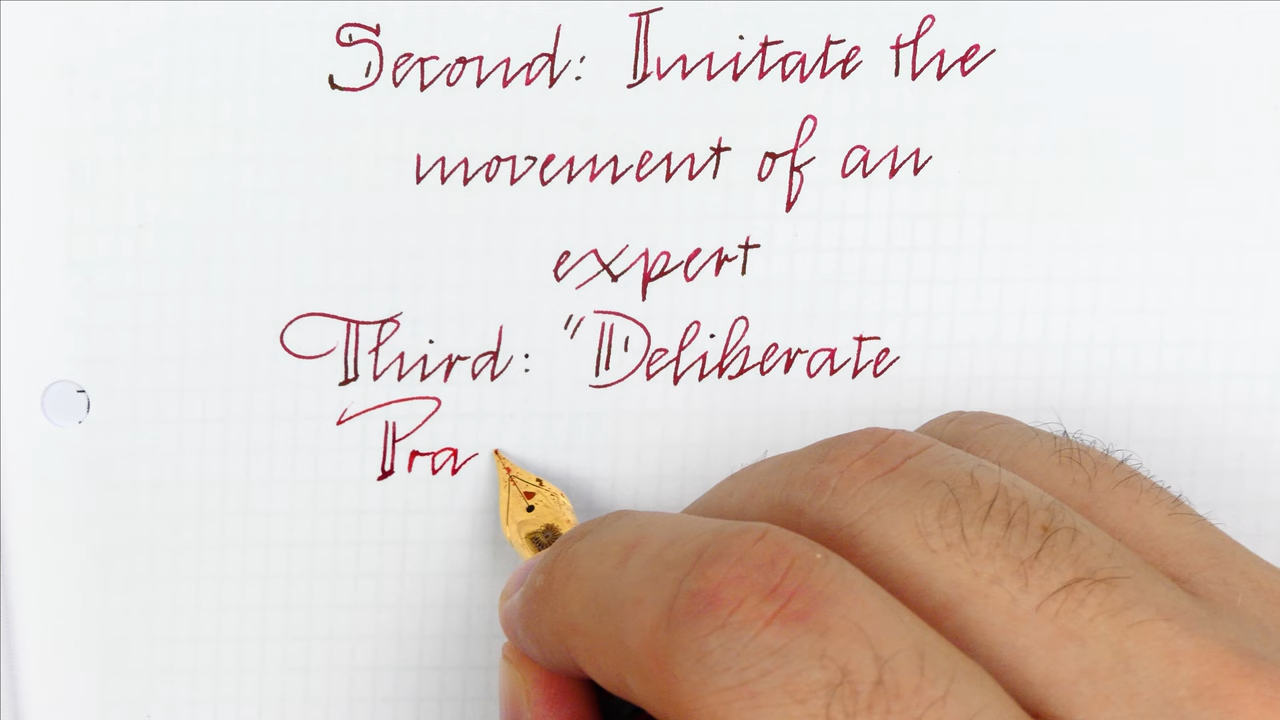 Second: Imitate the
movement of an
expert
Third: "Deliberate
Pra